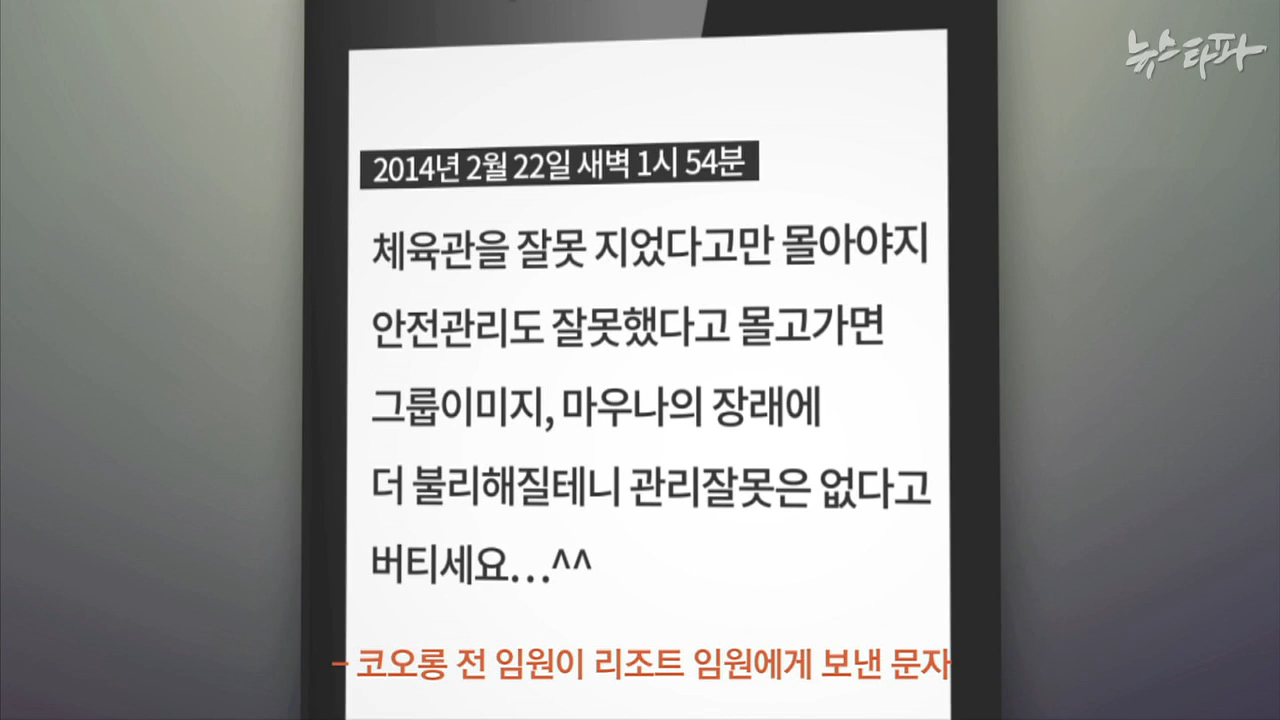 뉴스타파
2014년 2월 22일 새벽 1시 54분
체육관을 잘못 지었다고만 몰아야지
안전관리도 잘못했다고 몰고가면
그룹이미지, 마우나의 장래에
더 불리해질테니 관리잘못은 없다고
버티세요...^^
- 코오롱 전 임원이 리조트 임원에게 보낸 문자